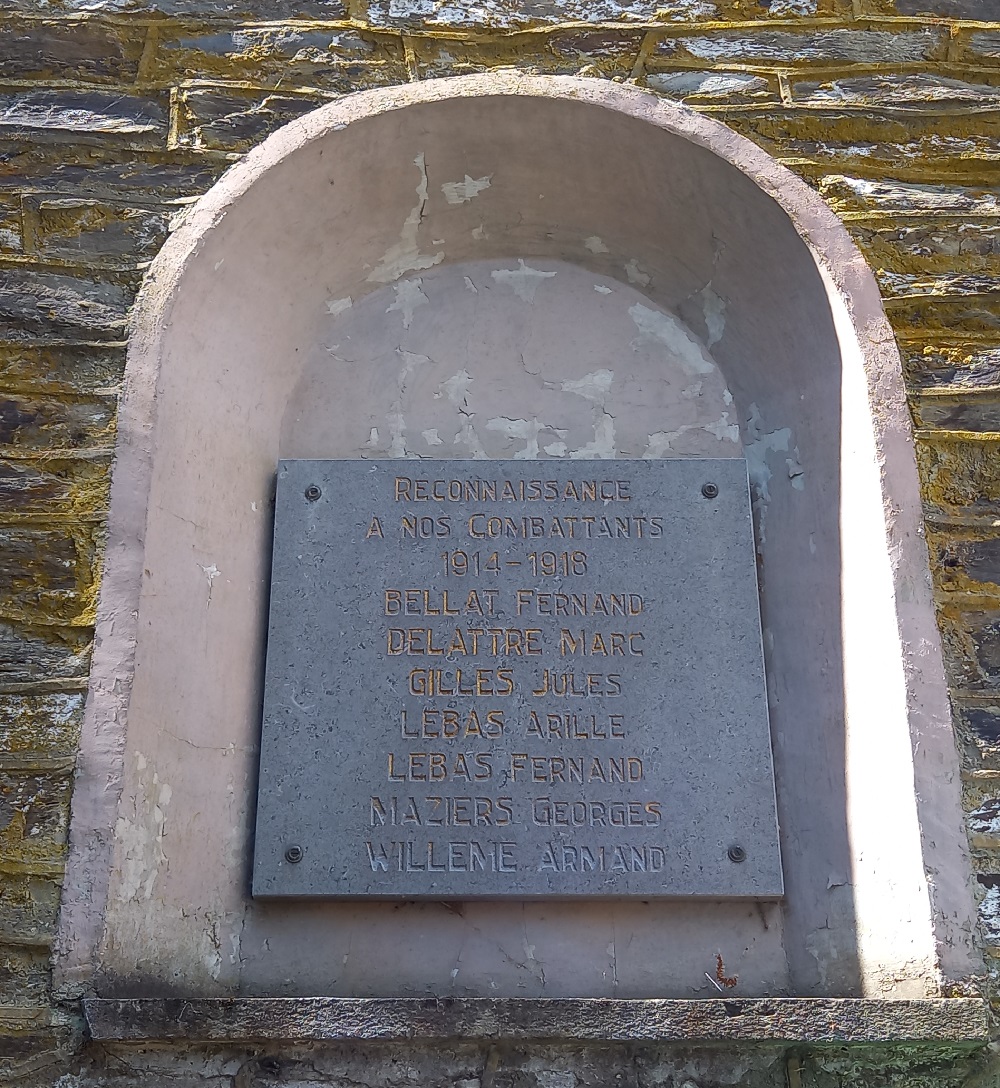 RECONNAISSANCE
A NOS COMBATTANTS
1914-1918
BELLAT FERNAND
DELATTRE MARC
GILLES JULES
LEBAS ARILLE
LEBAS FERNAND
MAZIERS GEORGES
WILLEME ARMAND